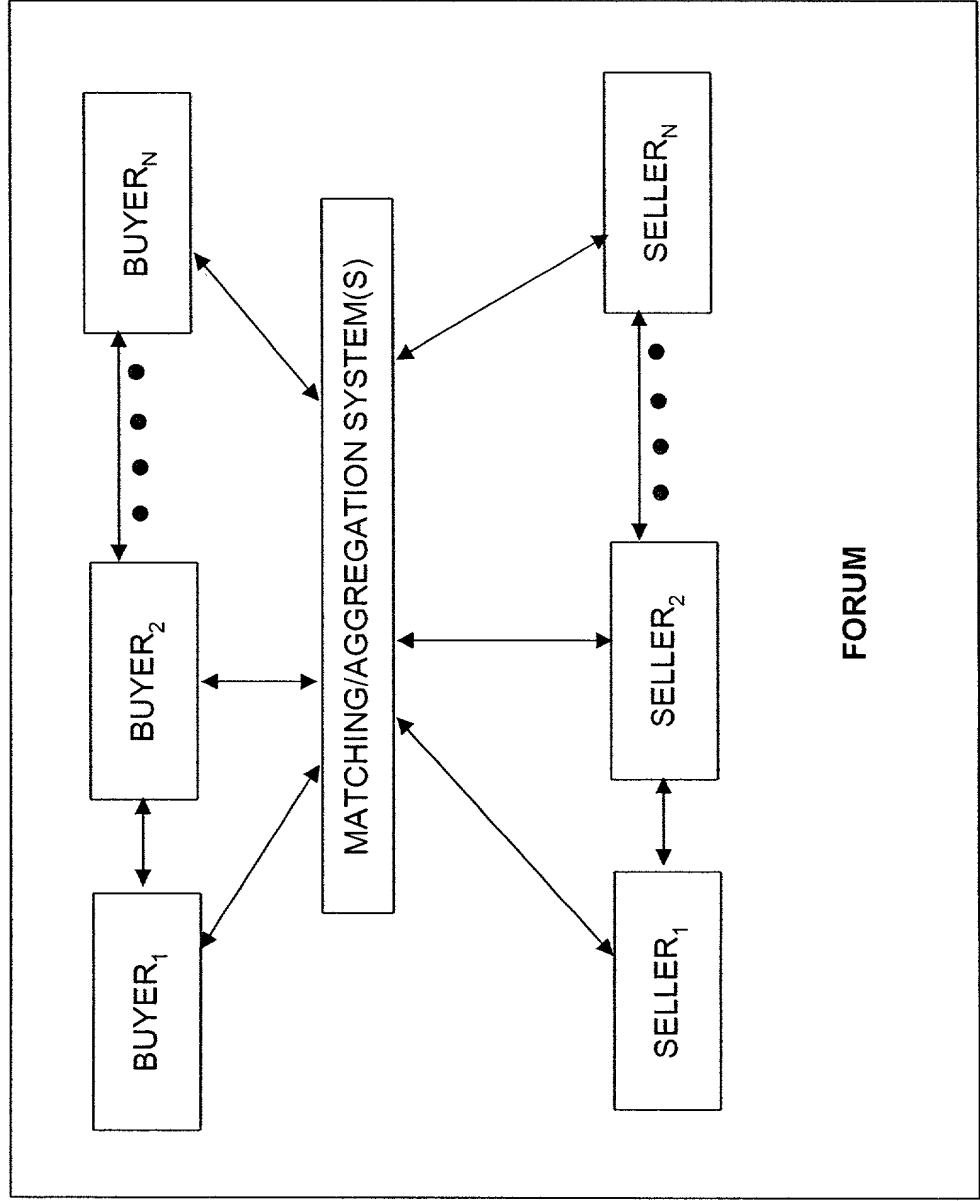 BUYER₁
BUYER₂
BUYERₙ
MATCHING/AGGREGATION SYSTEM(S)
SELLER₁
SELLER₂
SELLERₙ
FORUM